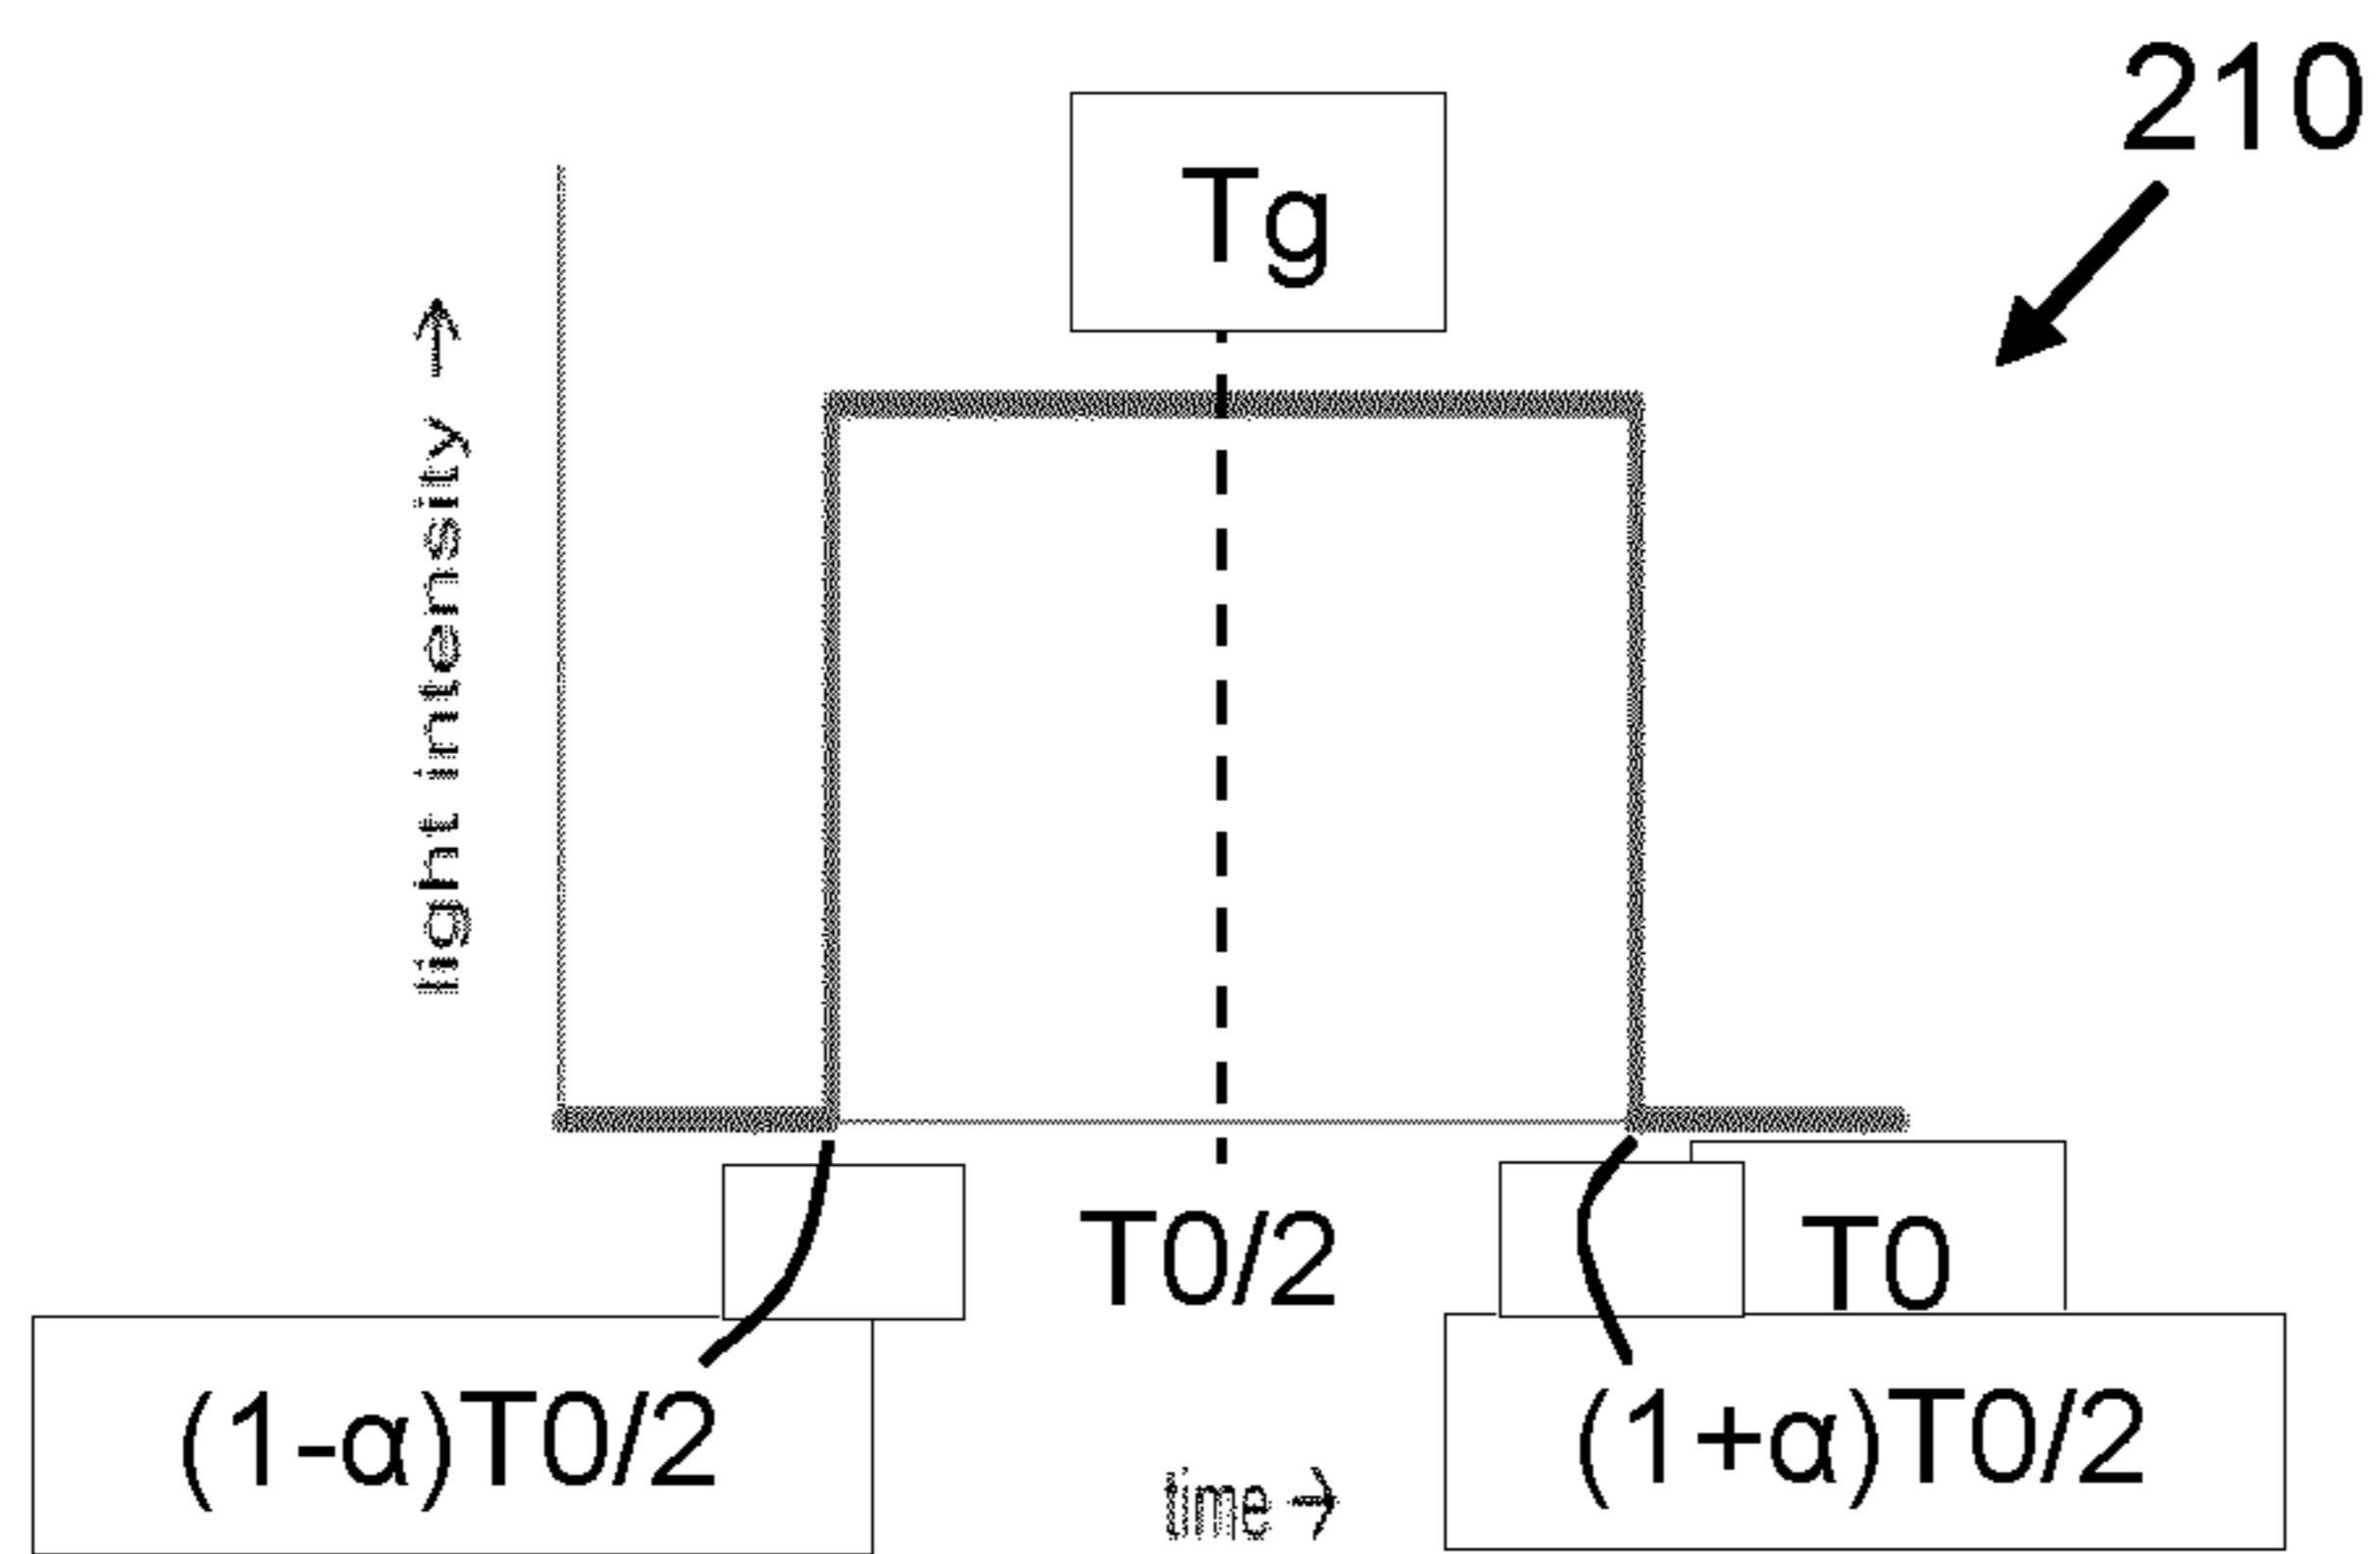 210
Tg
light intensity →
T0/2
T0
(1-α)T0/2
(1+α)T0/2
time →